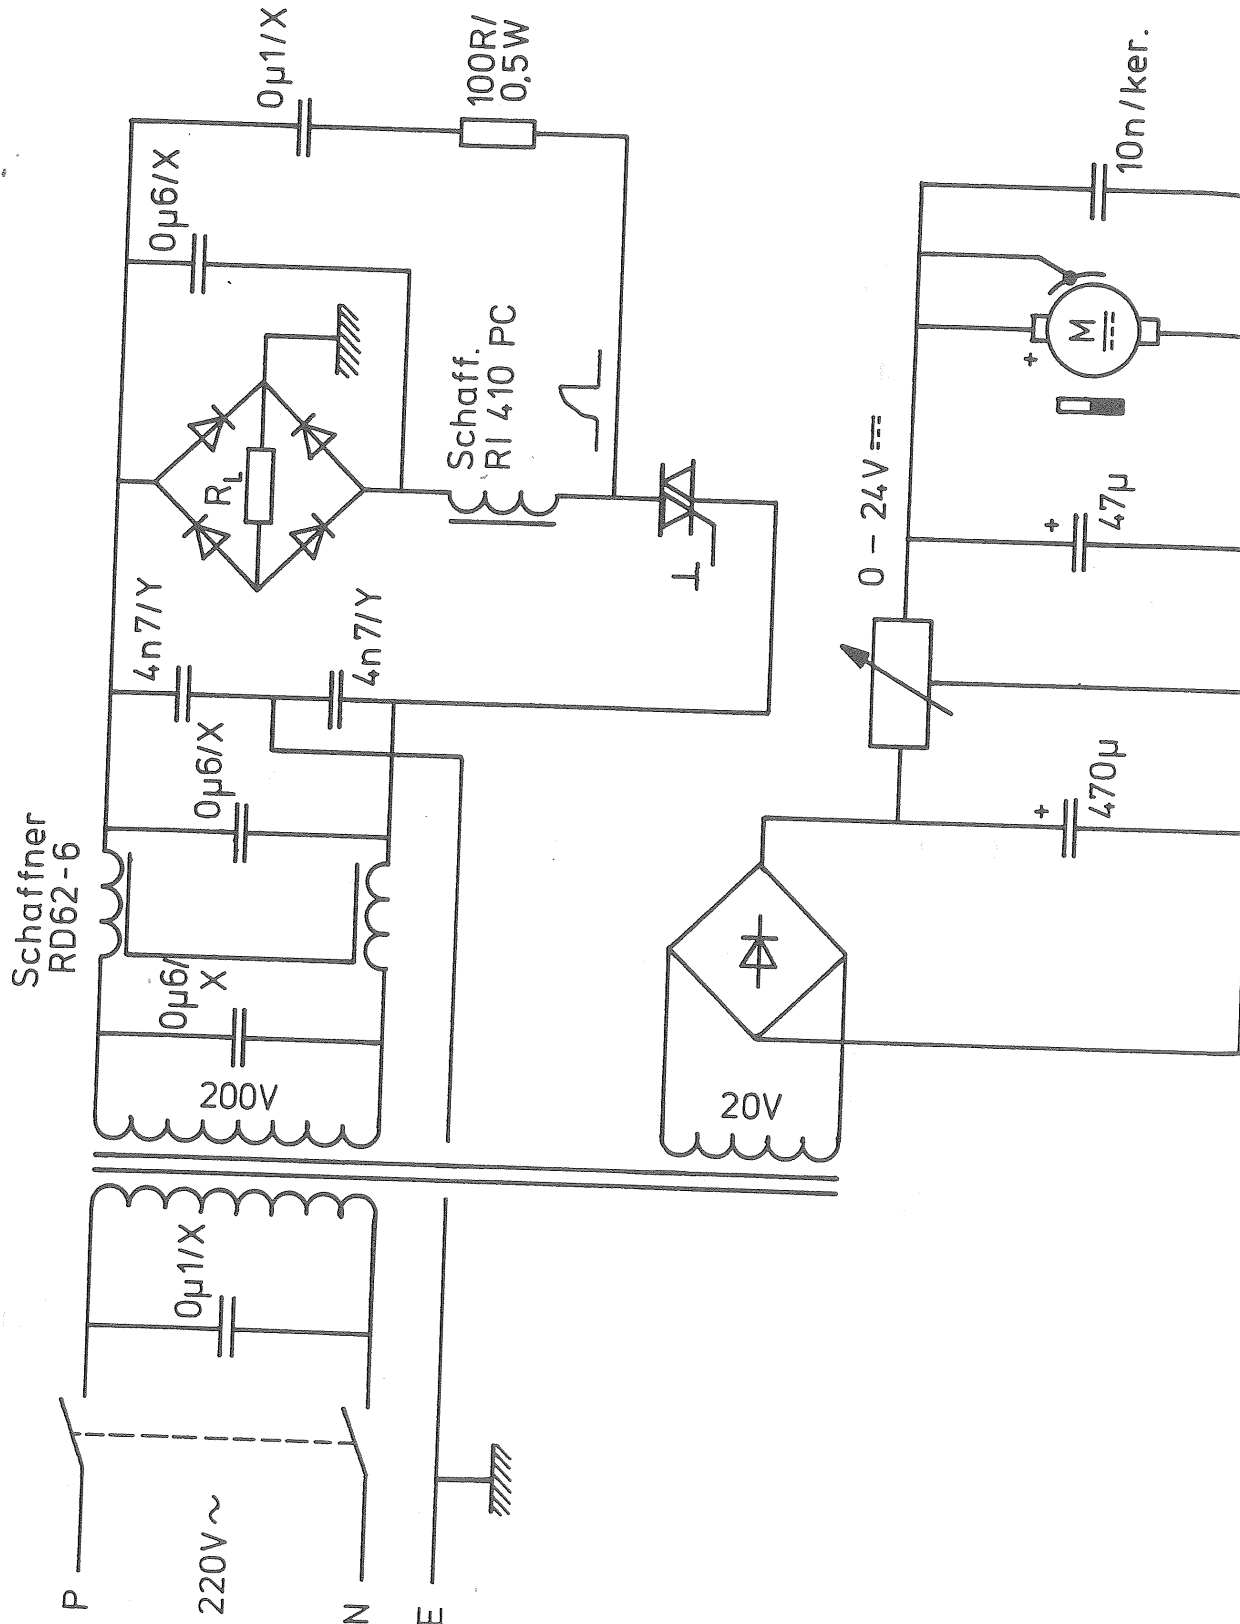 Schaffner
RD62-6
0µ1/X
0µ6/X
100R/
0,5W
RL
Schaff.
RI 410 PC
4n7/Y
4n7/Y
0µ6/X
0µ6/
X
200V
0µ1/X
P
220V~
N
E
20V
0 – 24V
+
470µ
+
47µ
+
M
10n/ker.